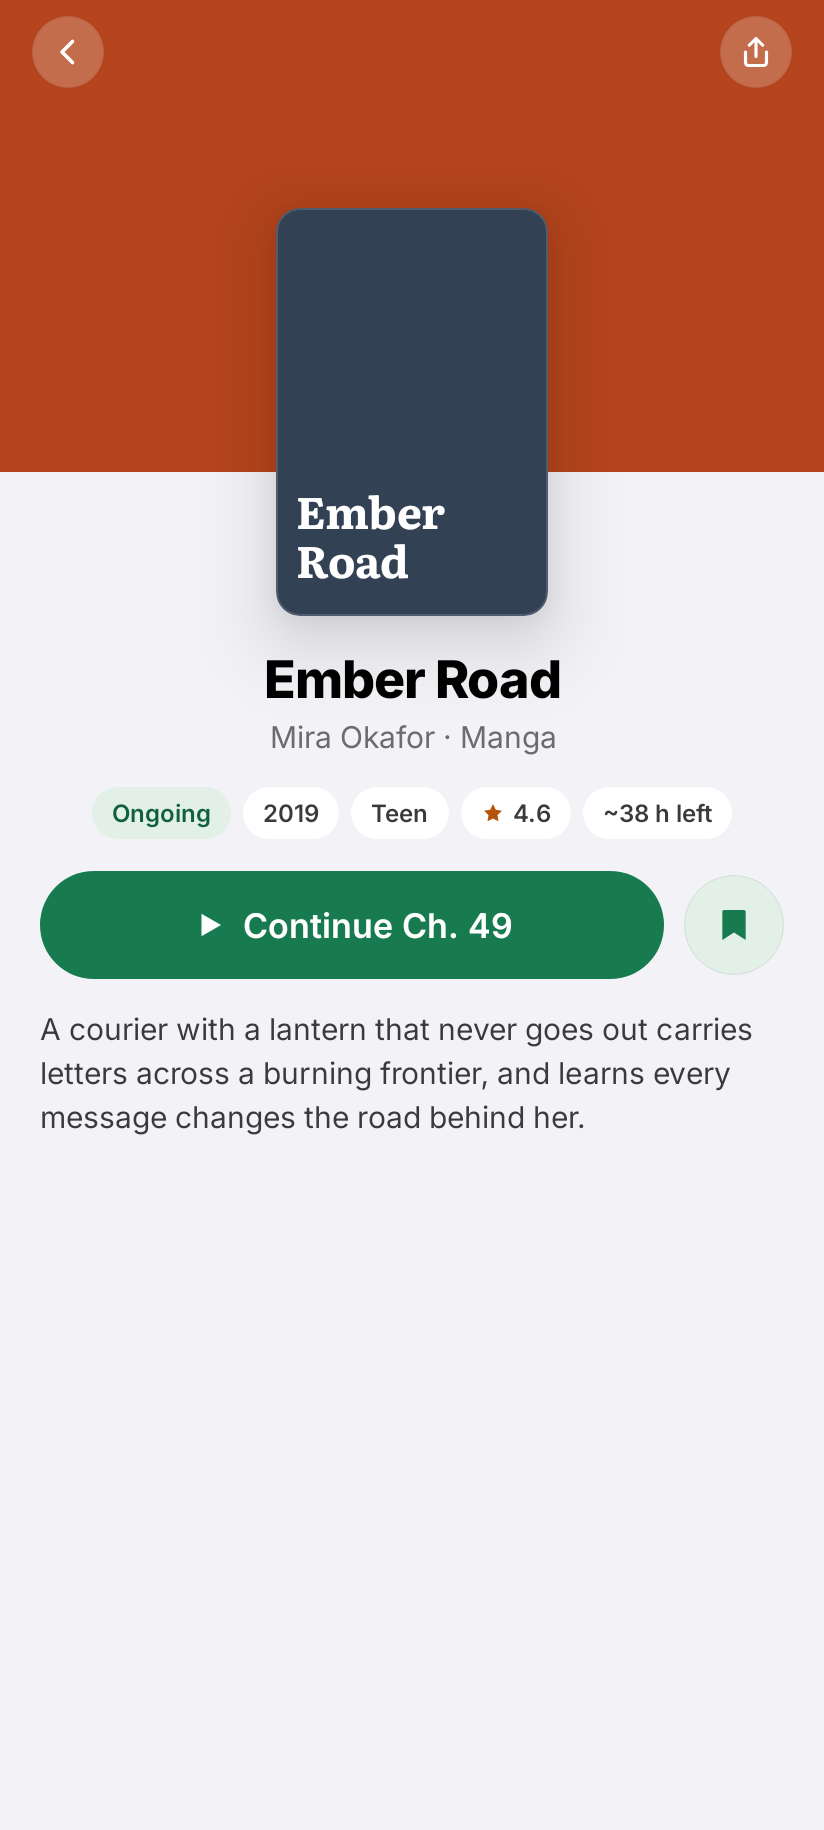 Ember
Road
Ember Road
Mira Okafor · Manga
Ongoing
2019
Teen
★ 4.6
~38 h left
Continue Ch. 49
A courier with a lantern that never goes out carries
letters across a burning frontier, and learns every
message changes the road behind her.